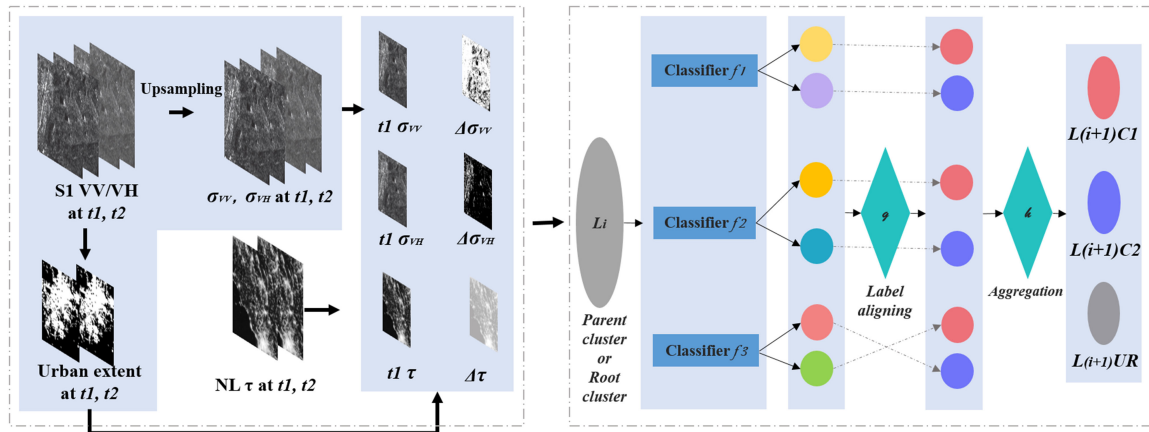 S1 VV/VH
at t1, t2
Upsampling
σVV, σVH at t1, t2
Urban extent
at t1, t2
NL τ at t1, t2
t1 σVV
ΔσVV
t1 σVH
ΔσVH
t1 τ
Δτ
Li
Parent
cluster
or
Root
cluster
Classifier f1
Classifier f2
Classifier f3
g
Label
aligning
h
Aggregation
L(i+1)C1
L(i+1)C2
L(i+1)UR